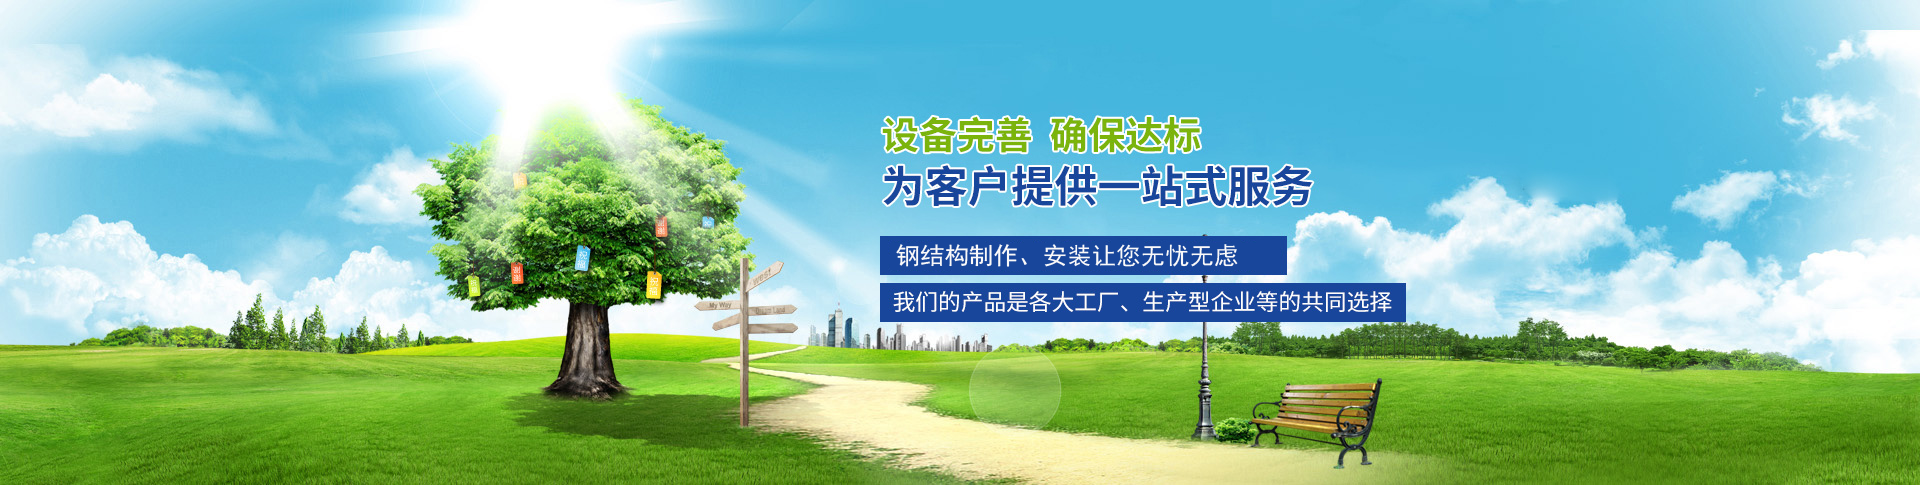 设备完善 确保达标
为客户提供一站式服务
钢结构制作、安装让您无忧无虑
我们的产品是各大工厂、生产型企业等的共同选择
West
My Way